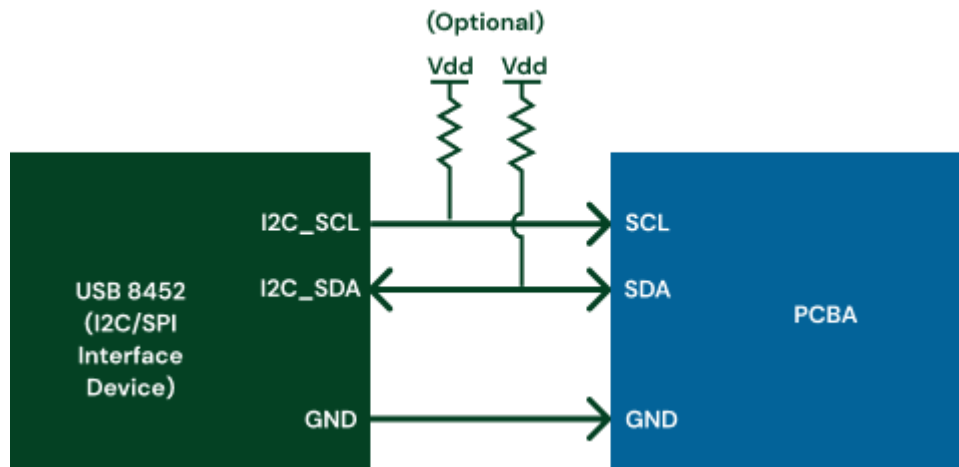 (Optional)
Vdd Vdd
I2C_SCL
SCL
I2C_SDA
SDA
USB 8452
(I2C/SPI
Interface
Device)
PCBA
GND
GND